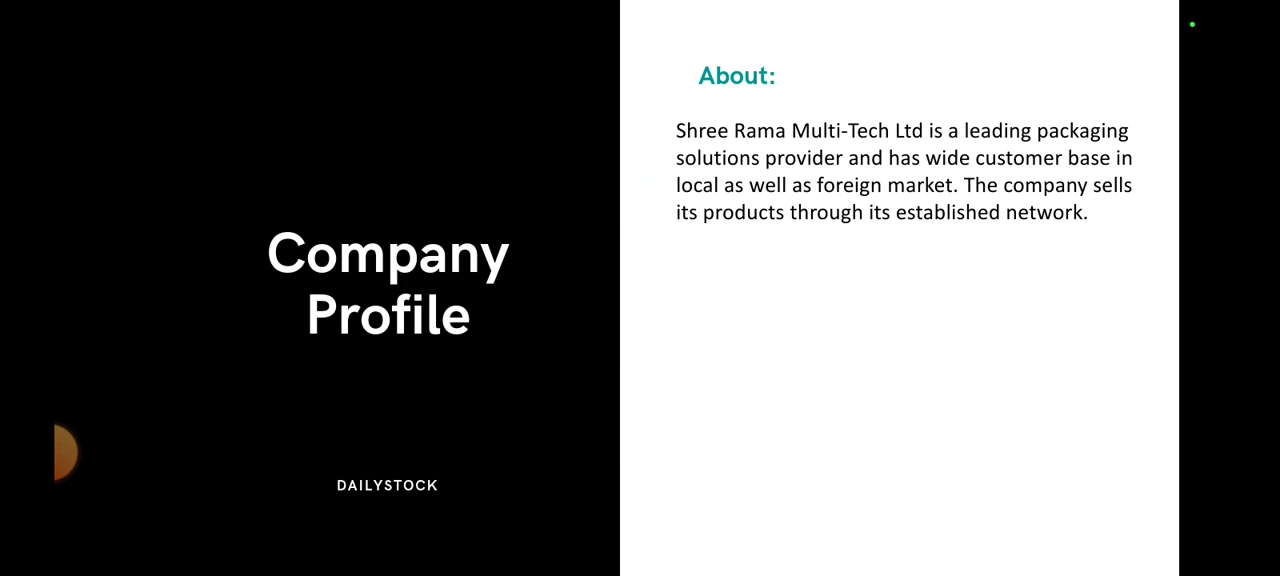 Company
Profile
DAILYSTOCK
About:
Shree Rama Multi-Tech Ltd is a leading packaging
solutions provider and has wide customer base in
local as well as foreign market. The company sells
its products through its established network.